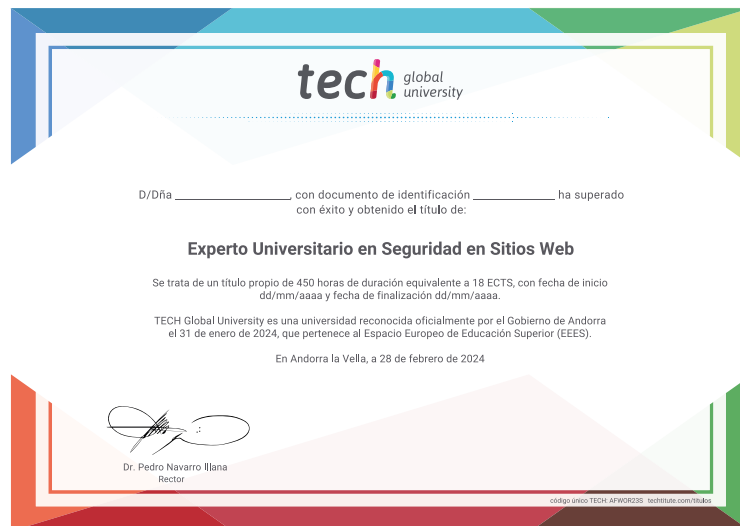 tech global university
D/Dña ______________________, con documento de identificación _______________ ha superado
con éxito y obtenido el título de:
Experto Universitario en Seguridad en Sitios Web
Se trata de un título propio de 450 horas de duración equivalente a 18 ECTS, con fecha de inicio
dd/mm/aaaa y fecha de finalización dd/mm/aaaa.
TECH Global University es una universidad reconocida oficialmente por el Gobierno de Andorra
el 31 de enero de 2024, que pertenece al Espacio Europeo de Educación Superior (EEES).
En Andorra la Vella, a 28 de febrero de 2024
Dr. Pedro Navarro Illana
Rector
código único TECH: AFWOR23S techtitute.com/titulos